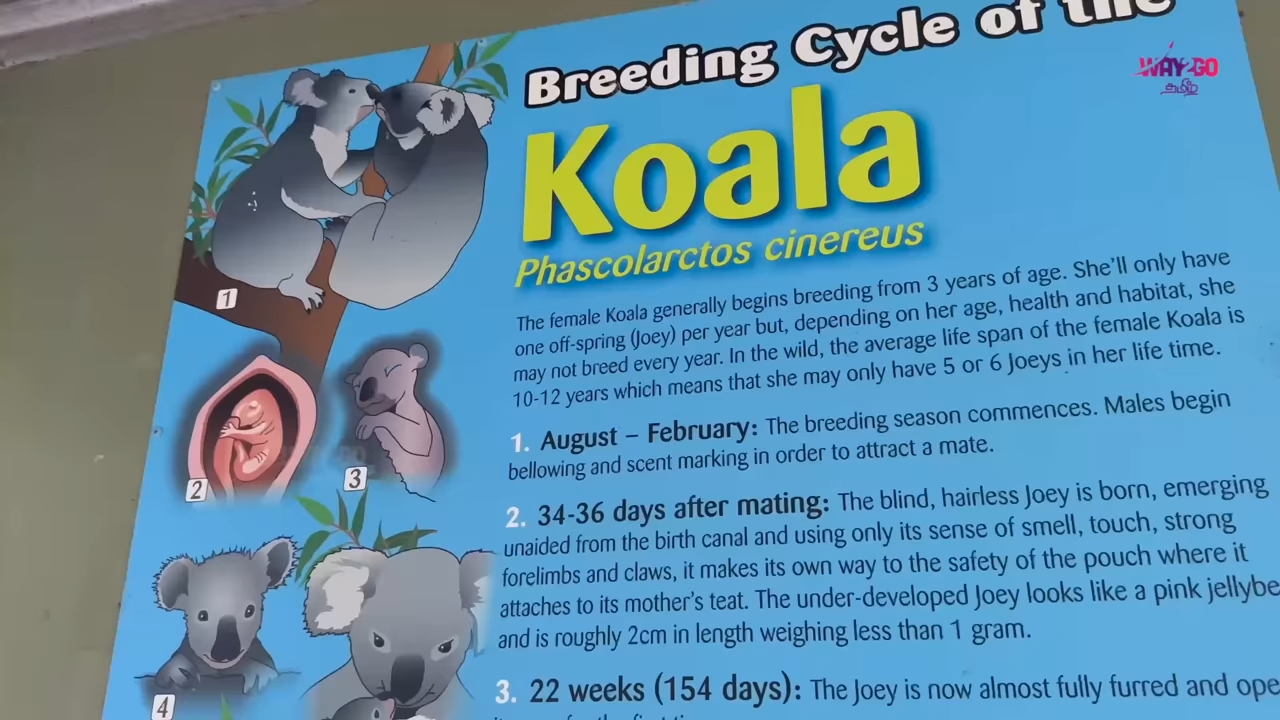 Breeding Cycle of the
WAY2GO
தமிழ்
Koala
Phascolarctos cinereus
The female Koala generally begins breeding from 3 years of age. She'll only have
one off-spring (Joey) per year but, depending on her age, health and habitat, she
may not breed every year. In the wild, the average life span of the female Koala is
10-12 years which means that she may only have 5 or 6 Joeys in her life time.
1. August – February: The breeding season commences. Males begin
bellowing and scent marking in order to attract a mate.
2. 34-36 days after mating: The blind, hairless Joey is born, emerging
unaided from the birth canal and using only its sense of smell, touch, strong
forelimbs and claws, it makes its own way to the safety of the pouch where it
attaches to its mother's teat. The under-developed Joey looks like a pink jellybe
and is roughly 2cm in length weighing less than 1 gram.
3. 22 weeks (154 days): The Joey is now almost fully furred and ope
1
2
3
4